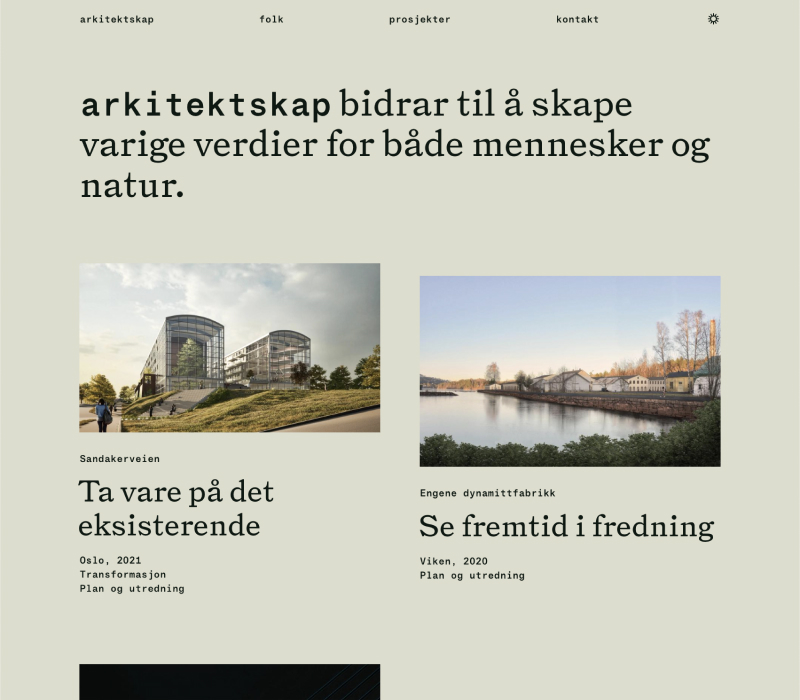 arkitektskap folk prosjekter kontakt
arkitektskap bidrar til å skape
varige verdier for både mennesker og
natur.
Sandakerveien
Ta vare på det
eksisterende
Oslo, 2021
Transformasjon
Plan og utredning
Engene dynamittfabrikk
Se fremtid i fredning
Viken, 2020
Plan og utredning